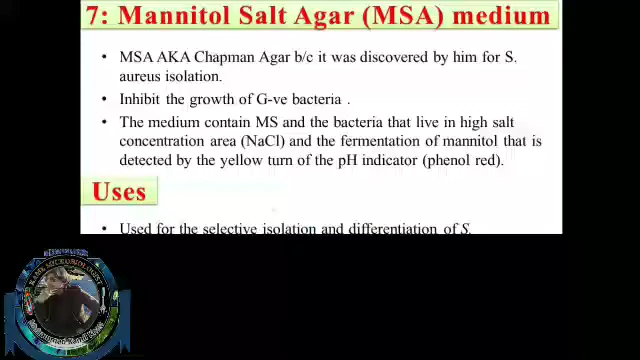 7: Mannitol Salt Agar (MSA) medium
• MSA AKA Chapman Agar b/c it was discovered by him for S.
aureus isolation.
• Inhibit the growth of G-ve bacteria .
• The medium contain MS and the bacteria that live in high salt
concentration area (NaCl) and the fermentation of mannitol that is
detected by the yellow turn of the pH indicator (phenol red).
Uses
• Used for the selective isolation and differentiation of S.